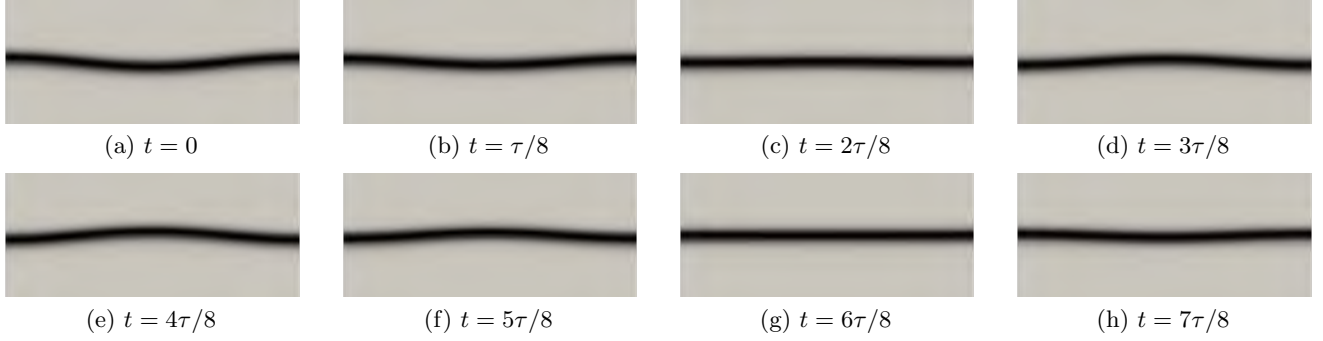 (a) t = 0 (b) t = τ/8 (c) t = 2τ/8 (d) t = 3τ/8
(e) t = 4τ/8 (f) t = 5τ/8 (g) t = 6τ/8 (h) t = 7τ/8